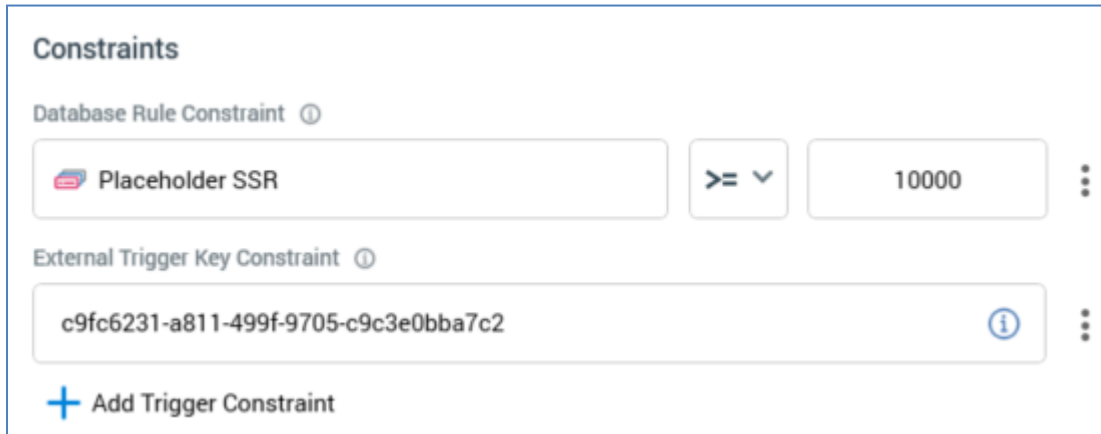 Constraints
Database Rule Constraint
Placeholder SSR >= 10000
External Trigger Key Constraint
c9fc6231-a811-499f-9705-c9c3e0bba7c2
Add Trigger Constraint